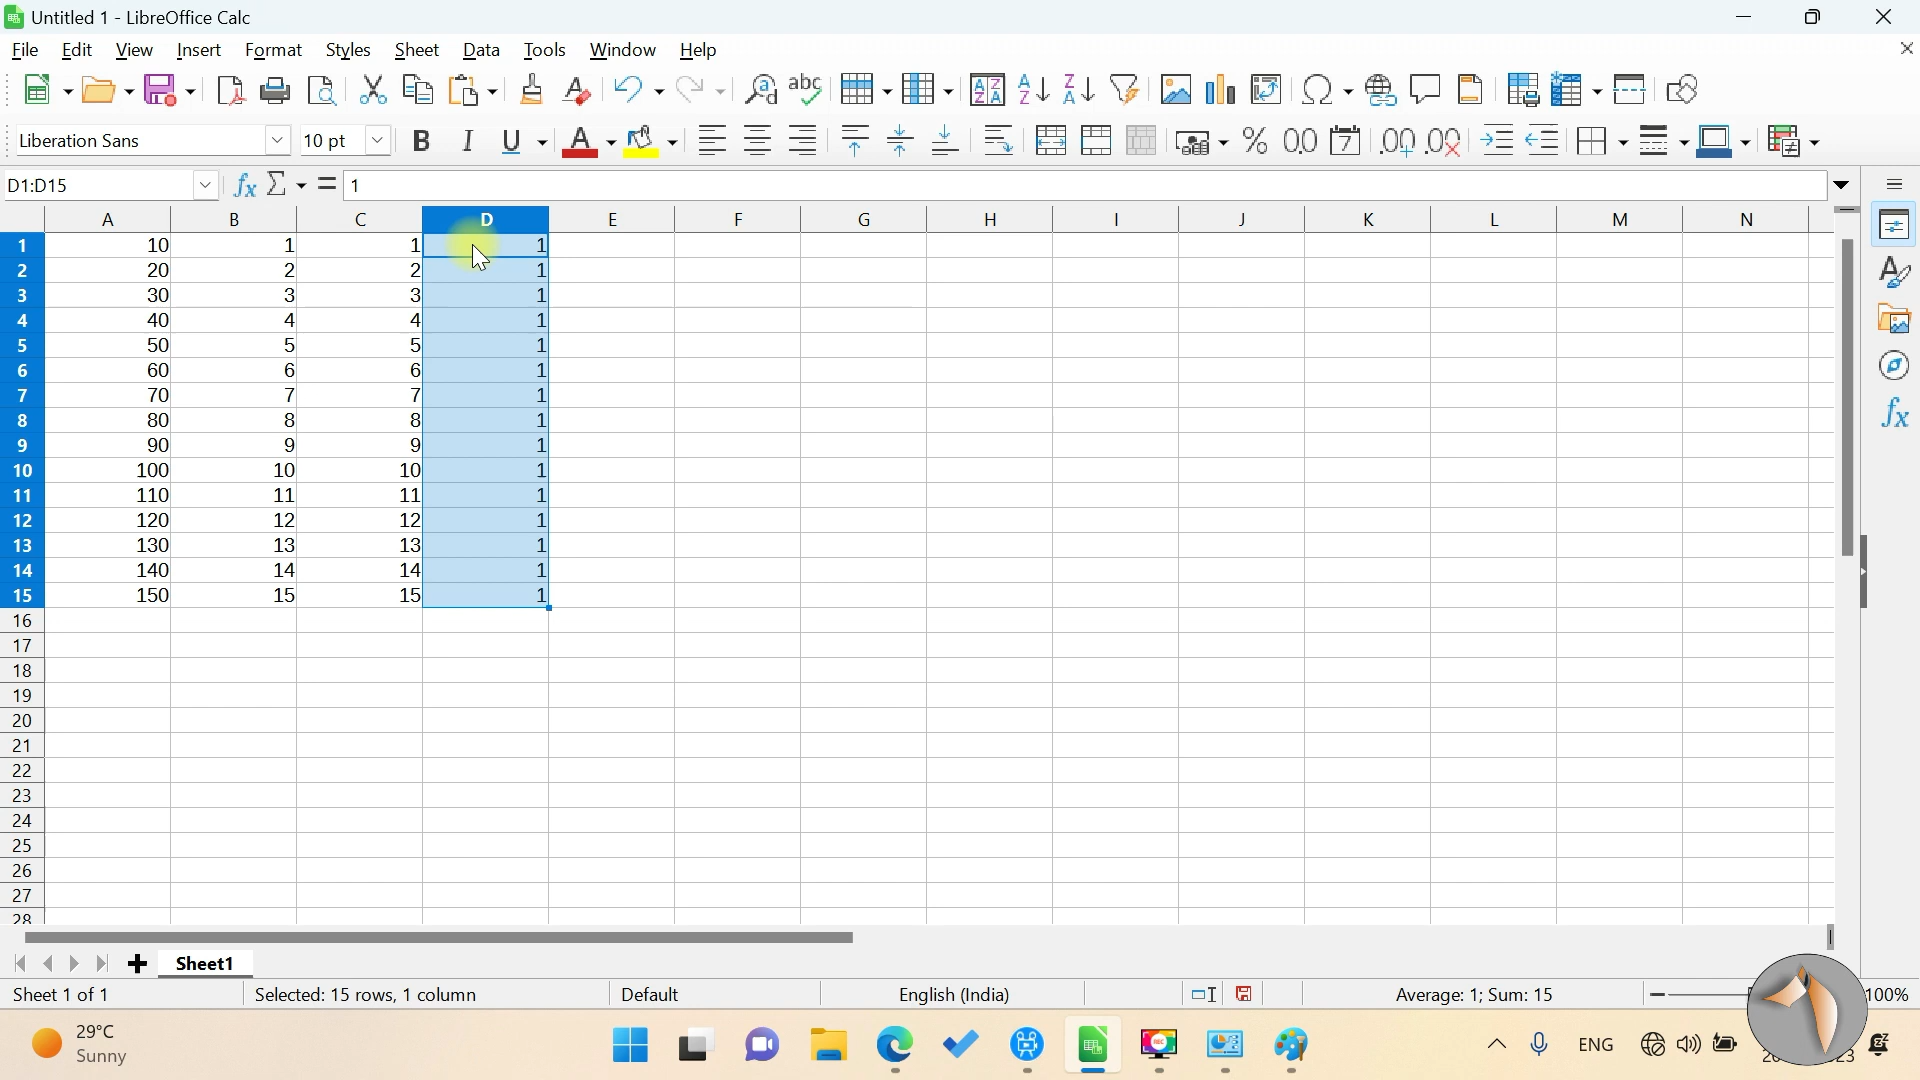 Untitled 1 - LibreOffice Calc
File Edit View Insert Format Styles Sheet Data Tools Window Help
Liberation Sans 10 pt
D1:D15 1
A B C D E F G H I J K L M N
1 10 1 1 1
2 20 2 2 1
3 30 3 3 1
4 40 4 4 1
5 50 5 5 1
6 60 6 6 1
7 70 7 7 1
8 80 8 8 1
9 90 9 9 1
10 100 10 10 1
11 110 11 11 1
12 120 12 12 1
13 130 13 13 1
14 140 14 14 1
15 150 15 15 1
16
17
18
19
20
21
22
23
24
25
26
27
28
Sheet1
Sheet 1 of 1 Selected: 15 rows, 1 column Default English (India) Average: 1; Sum: 15 100%
29°C
Sunny
ENG